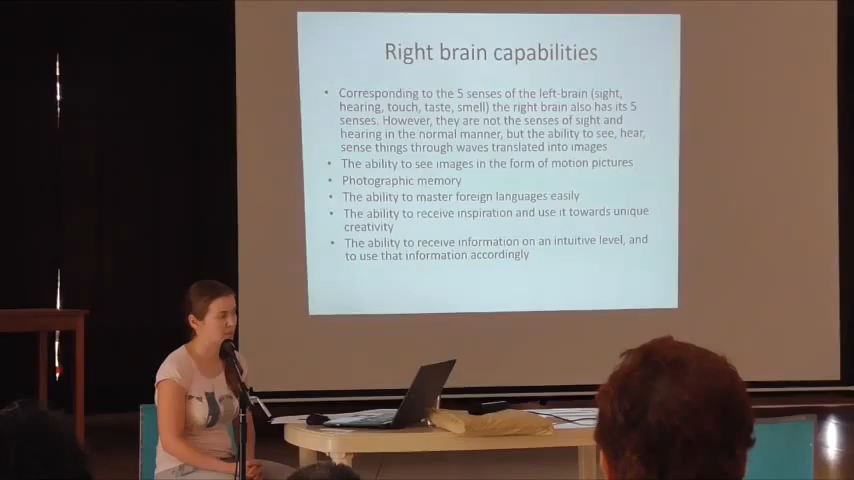 Right brain capabilities
• Corresponding to the 5 senses of the left-brain (sight,
hearing, touch, taste, smell) the right brain also has its 5
senses. However, they are not the senses of sight and
hearing in the normal manner, but the ability to see, hear,
sense things through waves translated into images
• The ability to see images in the form of motion pictures
• Photographic memory
• The ability to master foreign languages easily
• The ability to receive inspiration and use it towards unique
creativity
• The ability to receive information on an intuitive level, and
to use that information accordingly